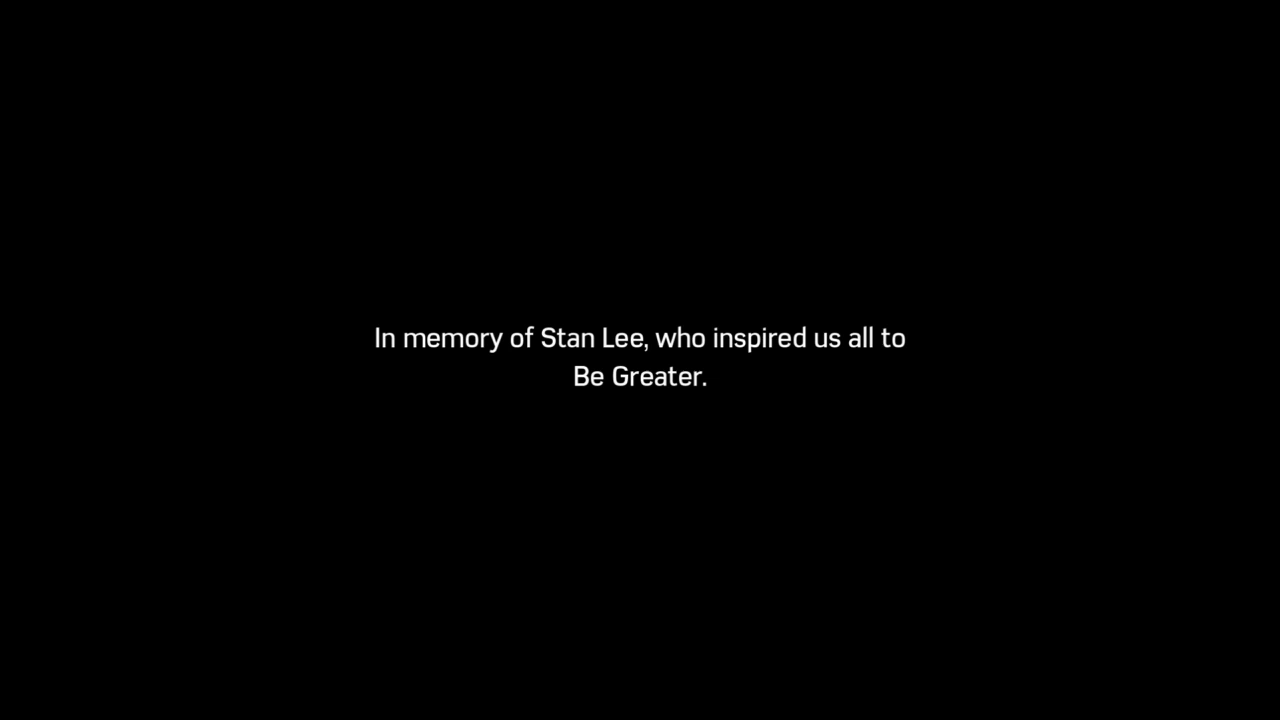 In memory of Stan Lee, who inspired us all to
Be Greater.